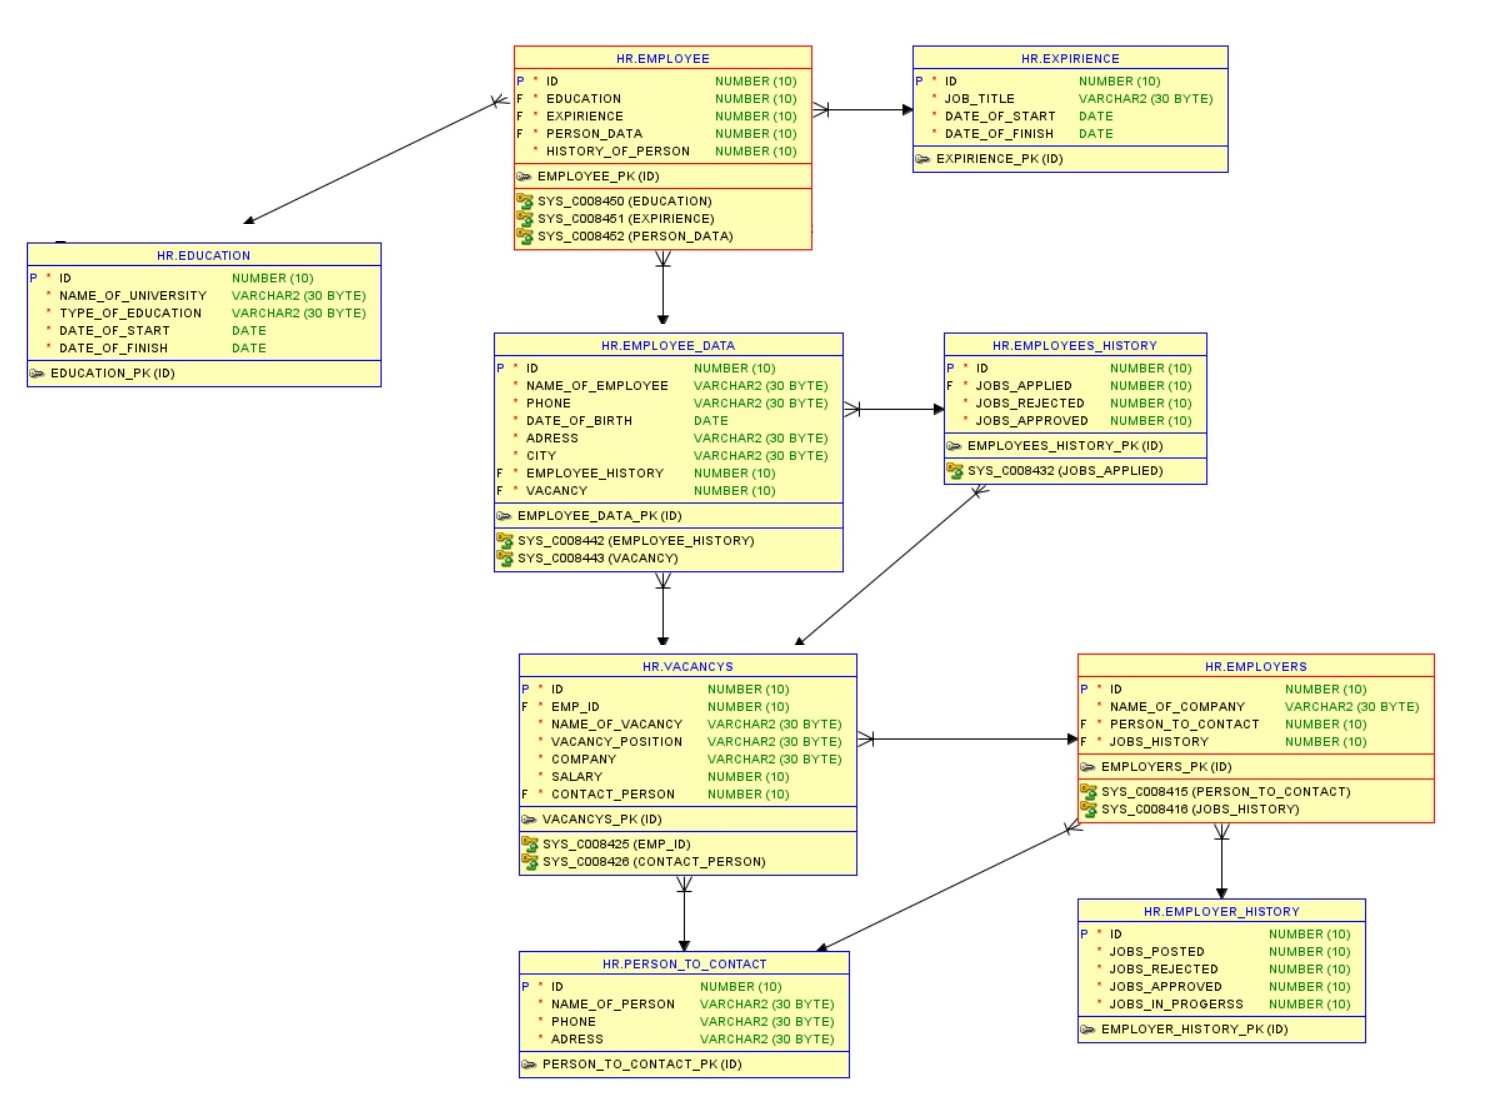 HR.EMPLOYEE
P * ID NUMBER (10)
F * EDUCATION NUMBER (10)
F * EXPIRIENCE NUMBER (10)
F * PERSON_DATA NUMBER (10)
* HISTORY_OF_PERSON NUMBER (10)
EMPLOYEE_PK (ID)
SYS_C008450 (EDUCATION)
SYS_C008451 (EXPIRIENCE)
SYS_C008452 (PERSON_DATA)
HR.EXPIRIENCE
P * ID NUMBER (10)
* JOB_TITLE VARCHAR2 (30 BYTE)
* DATE_OF_START DATE
* DATE_OF_FINISH DATE
EXPIRIENCE_PK (ID)
HR.EDUCATION
P * ID NUMBER (10)
* NAME_OF_UNIVERSITY VARCHAR2 (30 BYTE)
* TYPE_OF_EDUCATION VARCHAR2 (30 BYTE)
* DATE_OF_START DATE
* DATE_OF_FINISH DATE
EDUCATION_PK (ID)
HR.EMPLOYEE_DATA
P * ID NUMBER (10)
* NAME_OF_EMPLOYEE VARCHAR2 (30 BYTE)
* PHONE VARCHAR2 (30 BYTE)
* DATE_OF_BIRTH DATE
* ADRESS VARCHAR2 (30 BYTE)
* CITY VARCHAR2 (30 BYTE)
F * EMPLOYEE_HISTORY NUMBER (10)
F * VACANCY NUMBER (10)
EMPLOYEE_DATA_PK (ID)
SYS_C008442 (EMPLOYEE_HISTORY)
SYS_C008443 (VACANCY)
HR.EMPLOYEES_HISTORY
P * ID NUMBER (10)
F * JOBS_APPLIED NUMBER (10)
* JOBS_REJECTED NUMBER (10)
* JOBS_APPROVED NUMBER (10)
EMPLOYEES_HISTORY_PK (ID)
SYS_C008432 (JOBS_APPLIED)
HR.VACANCYS
P * ID NUMBER (10)
F * EMP_ID NUMBER (10)
* NAME_OF_VACANCY VARCHAR2 (30 BYTE)
* VACANCY_POSITION VARCHAR2 (30 BYTE)
* COMPANY VARCHAR2 (30 BYTE)
* SALARY NUMBER (10)
F * CONTACT_PERSON NUMBER (10)
VACANCYS_PK (ID)
SYS_C008425 (EMP_ID)
SYS_C008426 (CONTACT_PERSON)
HR.EMPLOYERS
P * ID NUMBER (10)
* NAME_OF_COMPANY VARCHAR2 (30 BYTE)
F * PERSON_TO_CONTACT NUMBER (10)
F * JOBS_HISTORY NUMBER (10)
EMPLOYERS_PK (ID)
SYS_C008415 (PERSON_TO_CONTACT)
SYS_C008416 (JOBS_HISTORY)
HR.PERSON_TO_CONTACT
P * ID NUMBER (10)
* NAME_OF_PERSON VARCHAR2 (30 BYTE)
* PHONE VARCHAR2 (30 BYTE)
* ADRESS VARCHAR2 (30 BYTE)
PERSON_TO_CONTACT_PK (ID)
HR.EMPLOYER_HISTORY
P * ID NUMBER (10)
* JOBS_POSTED NUMBER (10)
* JOBS_REJECTED NUMBER (10)
* JOBS_APPROVED NUMBER (10)
* JOBS_IN_PROGERSS NUMBER (10)
EMPLOYER_HISTORY_PK (ID)